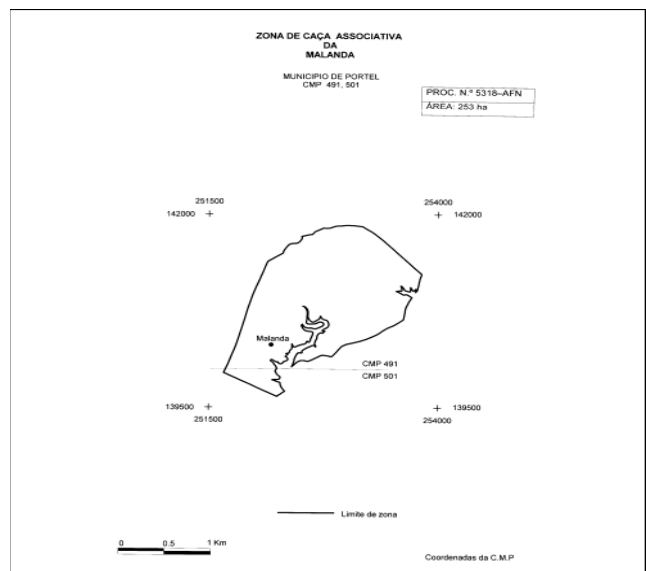 ZONA DE CAÇA ASSOCIATIVA
DA
MALANDA
MUNICIPIO DE PORTEL
CMP 491, 501
PROC. N.º 5318–AFN
ÁREA: 253 ha
251500
254000
142000
142000
Malanda
CMP 491
CMP 501
139500
139500
251500
254000
Limite de zona
0 0.5 1 Km
Coordenadas da C.M.P